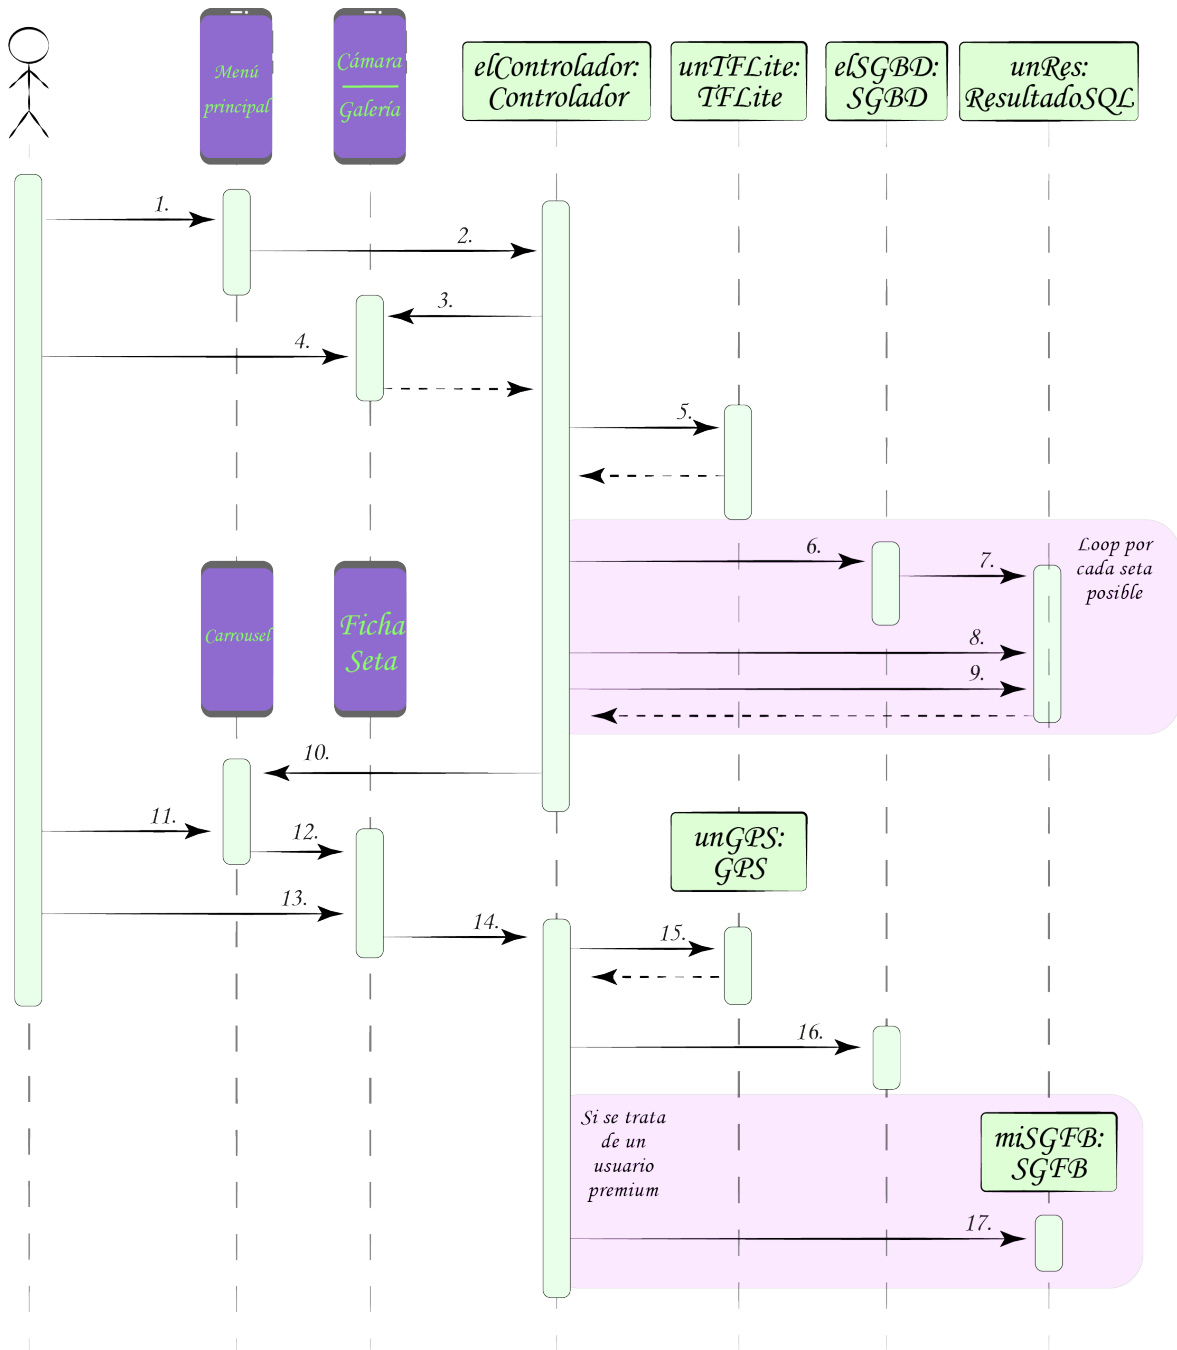 Menú
principal
Cámara
Galería
elControlador:
Controlador
unTFLite:
TFLite
elSGBD:
SGBD
unRes:
ResultadoSQL
1.
2.
3.
4.
5.
6.
7.
Loop por
cada seta
posible
Carrousel
Ficha
Seta
8.
9.
10.
11.
12.
unGPS:
GPS
13.
14.
15.
16.
Si se trata
de un
usuario
premium
miSGFB:
SGFB
17.